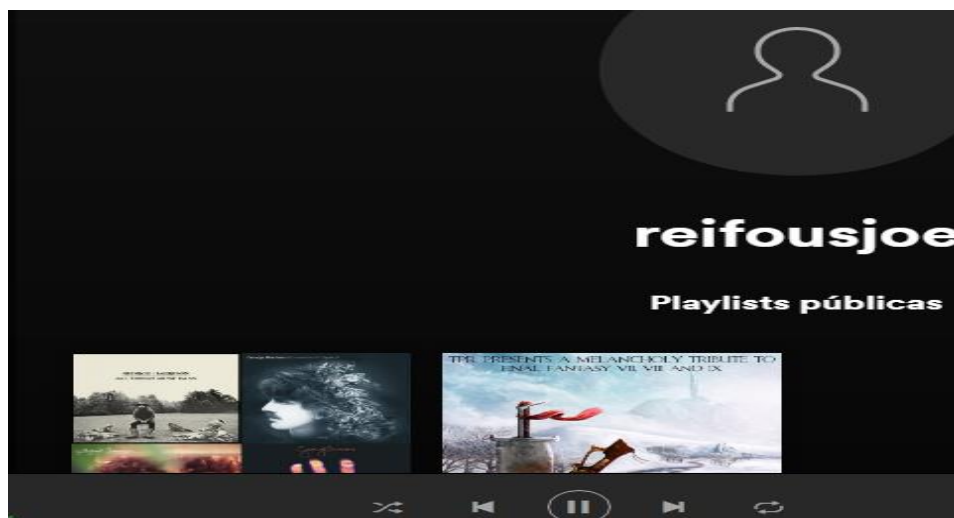 reifousjoe
Playlists públicas
TPR PRESENTS A MELANCHOLY TRIBUTE TO
FINAL FANTASY VII, VIII AND IX